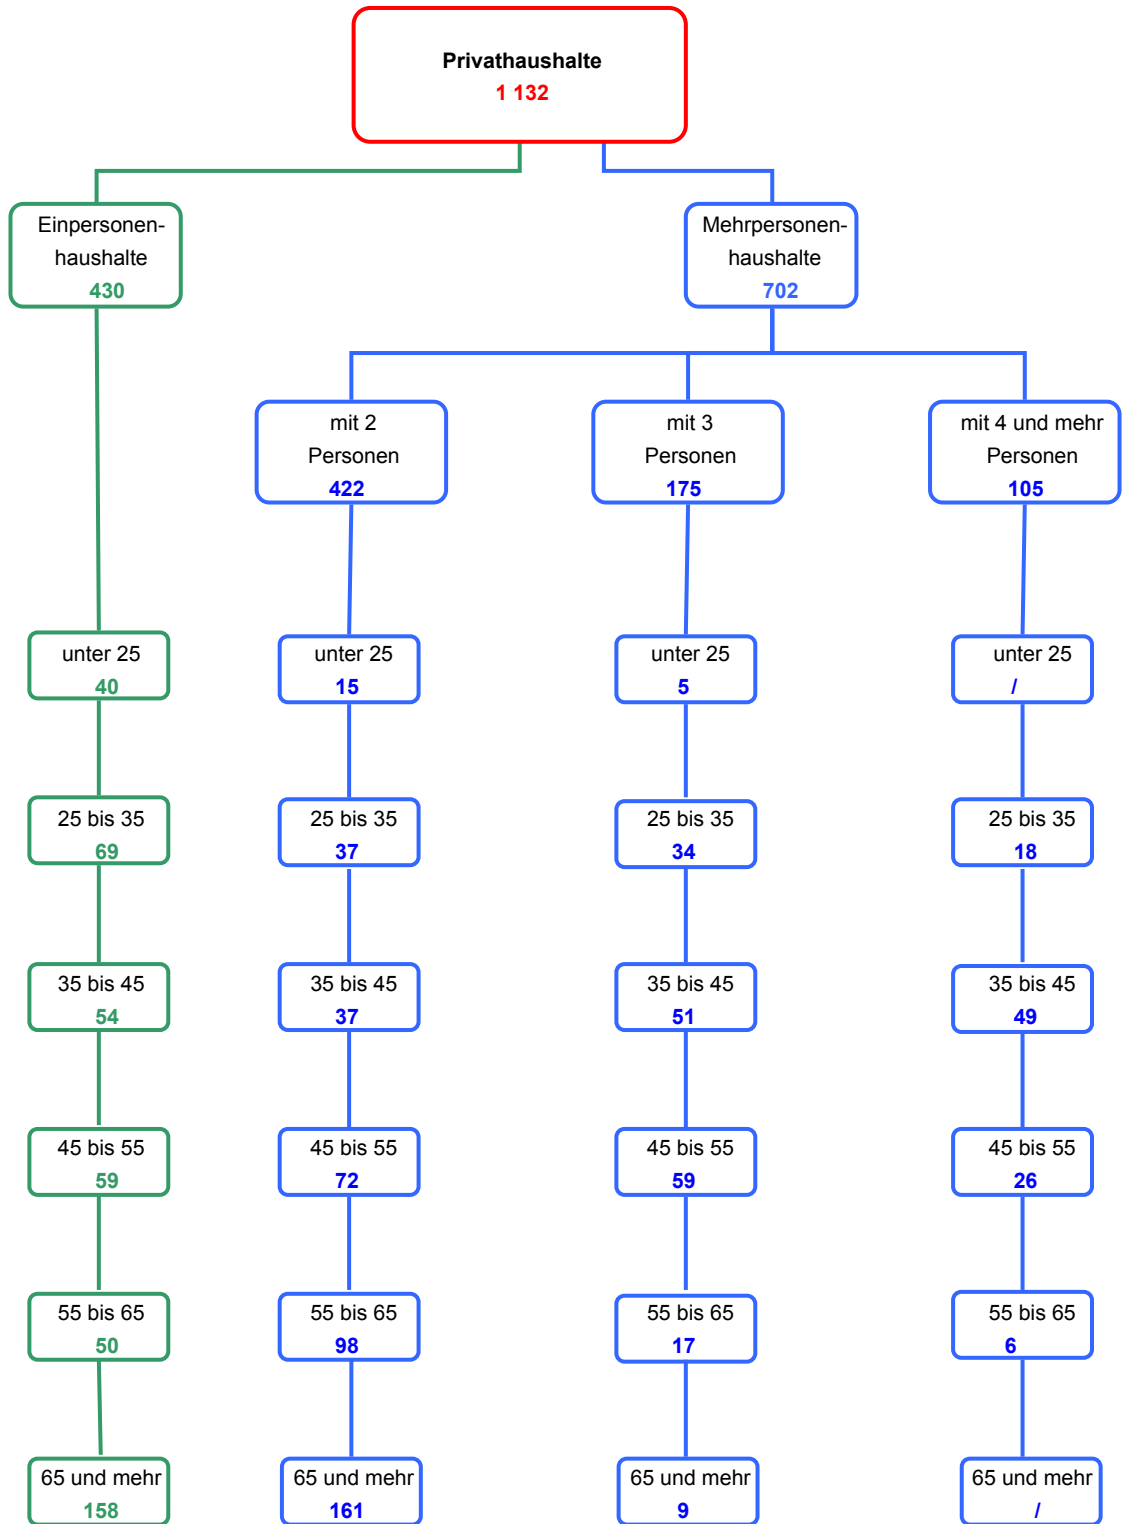 Privathaushalte
1 132
Einpersonen-
haushalte
430
Mehrpersonen-
haushalte
702
mit 2
Personen
422
mit 3
Personen
175
mit 4 und mehr
Personen
105
unter 25
40
unter 25
15
unter 25
5
unter 25
/
25 bis 35
69
25 bis 35
37
25 bis 35
34
25 bis 35
18
35 bis 45
54
35 bis 45
37
35 bis 45
51
35 bis 45
49
45 bis 55
59
45 bis 55
72
45 bis 55
59
45 bis 55
26
55 bis 65
50
55 bis 65
98
55 bis 65
17
55 bis 65
6
65 und mehr
158
65 und mehr
161
65 und mehr
9
65 und mehr
/